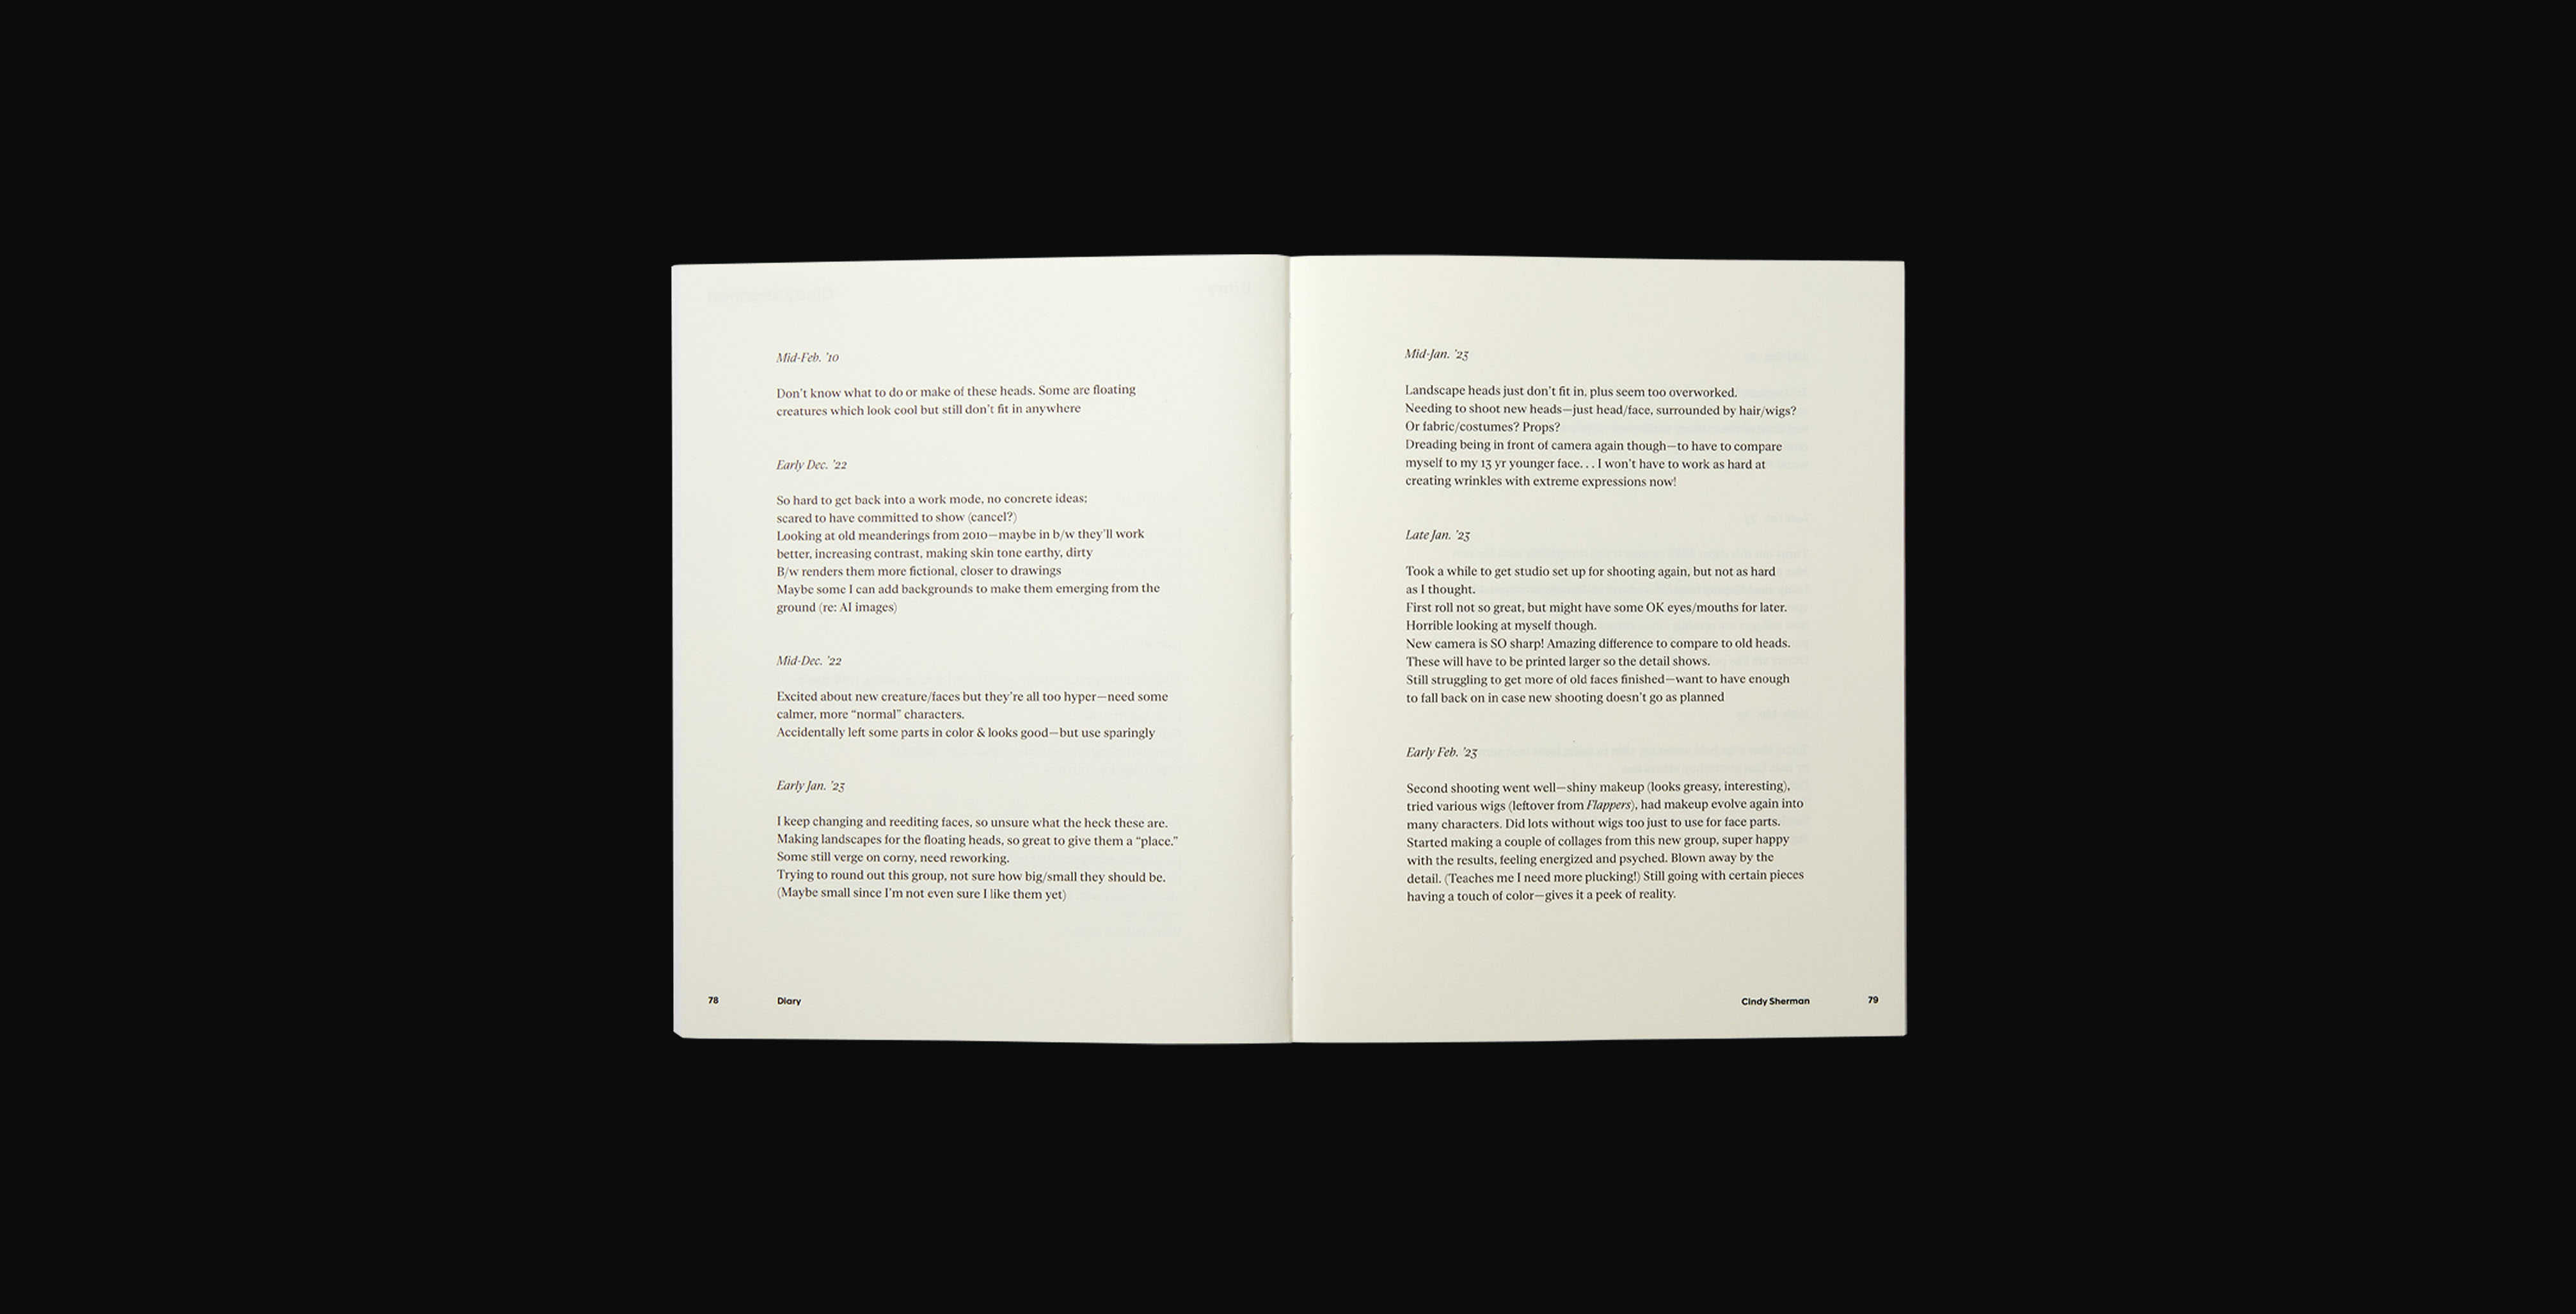 Mid-Feb. ’10
Don’t know what to do or make of these heads. Some are floating
creatures which look cool but still don’t fit in anywhere
Early Dec. ’22
So hard to get back into a work mode, no concrete ideas;
scared to have committed to show (cancel?)
Looking at old meanderings from 2010—maybe in b/w they’ll work
better, increasing contrast, making skin tone earthy, dirty
B/w renders them more fictional, closer to drawings
Maybe some I can add backgrounds to make them emerging from the
ground (re: AI images)
Mid-Dec. ’22
Excited about new creature/faces but they’re all too hyper—need some
calmer, more “normal” characters.
Accidentally left some parts in color & looks good—but use sparingly
Early Jan. ’23
I keep changing and reediting faces, so unsure what the heck these are.
Making landscapes for the floating heads, so great to give them a “place.”
Some still verge on corny, need reworking.
Trying to round out this group, not sure how big/small they should be.
(Maybe small since I’m not even sure I like them yet)
78 Diary
Mid-Jan. ’23
Landscape heads just don’t fit in, plus seem too overworked.
Needing to shoot new heads—just head/face, surrounded by hair/wigs?
Or fabric/costumes? Props?
Dreading being in front of camera again though—to have to compare
myself to my 13 yr younger face. . . I won’t have to work as hard at
creating wrinkles with extreme expressions now!
Late Jan. ’23
Took a while to get studio set up for shooting again, but not as hard
as I thought.
First roll not so great, but might have some OK eyes/mouths for later.
Horrible looking at myself though.
New camera is SO sharp! Amazing difference to compare to old heads.
These will have to be printed larger so the detail shows.
Still struggling to get more of old faces finished—want to have enough
to fall back on in case new shooting doesn’t go as planned
Early Feb. ’23
Second shooting went well—shiny makeup (looks greasy, interesting),
tried various wigs (leftover from Flappers), had makeup evolve again into
many characters. Did lots without wigs too just to use for face parts.
Started making a couple of collages from this new group, super happy
with the results, feeling energized and psyched. Blown away by the
detail. (Teaches me I need more plucking!) Still going with certain pieces
having a touch of color—gives it a peek of reality.
Cindy Sherman 79